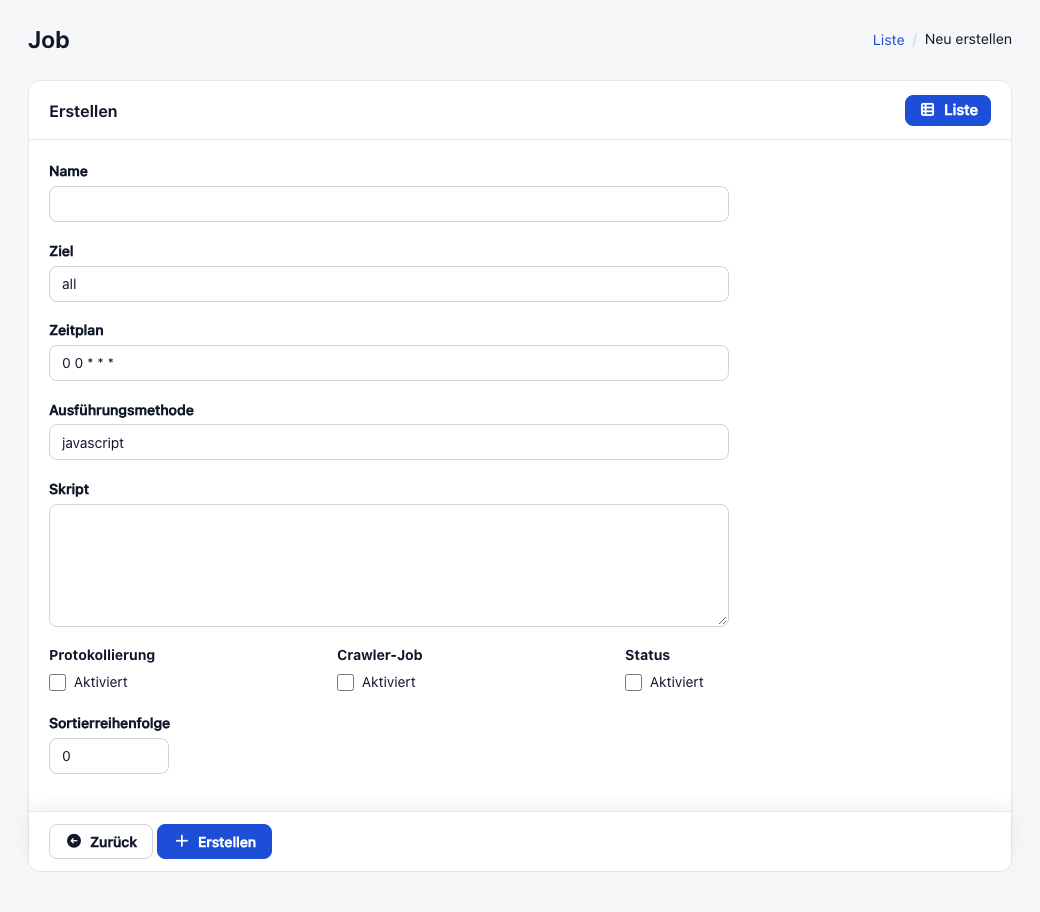 Job
Liste / Neu erstellen
Erstellen
Liste
Name
Ziel
all
Zeitplan
0 0 * * *
Ausführungsmethode
javascript
Skript
Protokollierung Crawler-Job Status
Aktiviert Aktiviert Aktiviert
Sortierreihenfolge
0
Zurück Erstellen